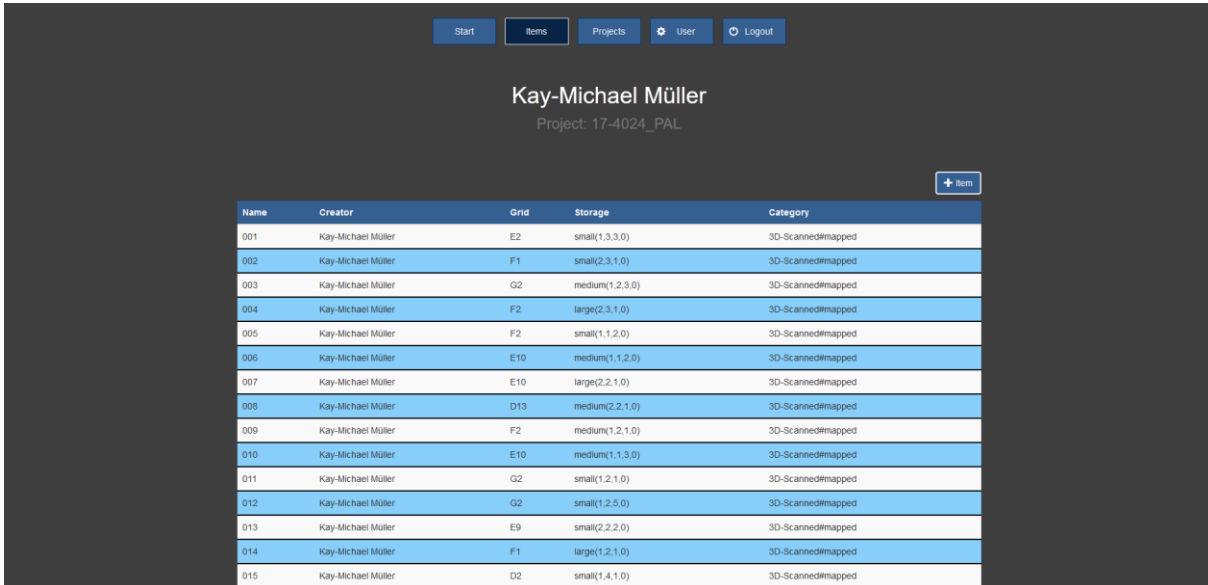 Start Items Projects User Logout
Kay-Michael Müller
Project: 17-4024_PAL
Item
Name Creator Grid Storage Category
001 Kay-Michael Müller E2 small(1,3,3,0) 3D-Scanned#mapped
002 Kay-Michael Müller F1 small(2,3,1,0) 3D-Scanned#mapped
003 Kay-Michael Müller G2 medium(1,2,3,0) 3D-Scanned#mapped
004 Kay-Michael Müller F2 large(2,3,1,0) 3D-Scanned#mapped
005 Kay-Michael Müller F2 small(1,1,2,0) 3D-Scanned#mapped
006 Kay-Michael Müller E10 medium(1,1,2,0) 3D-Scanned#mapped
007 Kay-Michael Müller E10 large(2,2,1,0) 3D-Scanned#mapped
008 Kay-Michael Müller D13 medium(2,2,1,0) 3D-Scanned#mapped
009 Kay-Michael Müller F2 medium(1,2,1,0) 3D-Scanned#mapped
010 Kay-Michael Müller E10 medium(1,1,3,0) 3D-Scanned#mapped
011 Kay-Michael Müller G2 small(1,2,1,0) 3D-Scanned#mapped
012 Kay-Michael Müller G2 small(1,2,5,0) 3D-Scanned#mapped
013 Kay-Michael Müller E9 small(2,2,2,0) 3D-Scanned#mapped
014 Kay-Michael Müller F1 large(1,2,1,0) 3D-Scanned#mapped
015 Kay-Michael Müller D2 small(1,4,1,0) 3D-Scanned#mapped